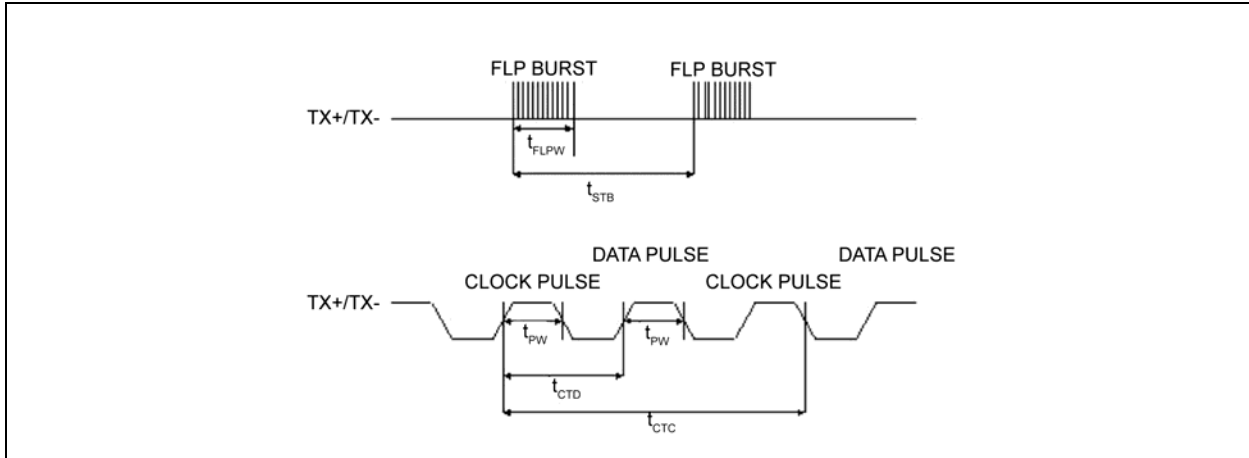 FLP BURST FLP BURST
TX+/TX-
tFLPW
tSTB
DATA PULSE DATA PULSE
CLOCK PULSE CLOCK PULSE
TX+/TX-
tPW tPW
tCTD
tCTC